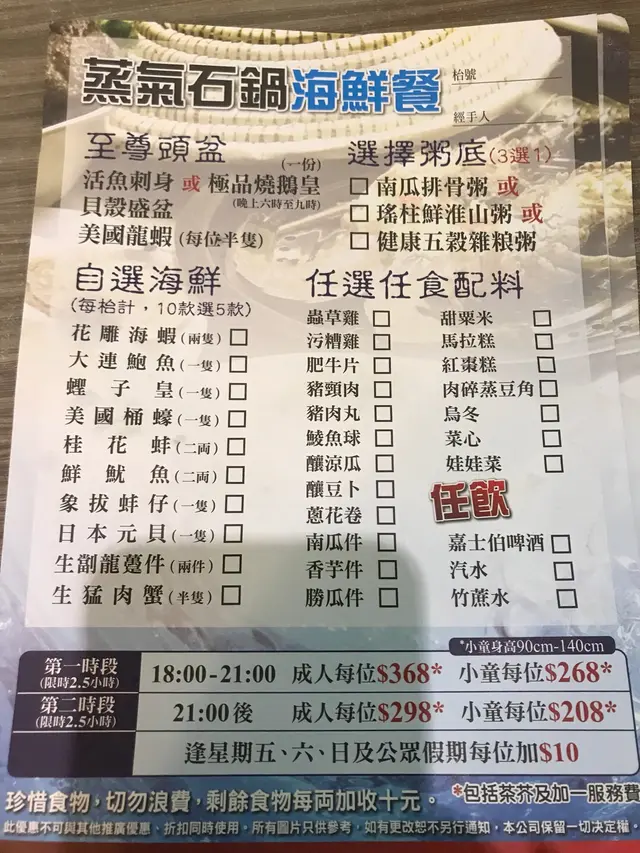 蒸氣石鍋海鮮餐
枱號
經手人
至尊頭盆(一份)
活魚刺身 或 極品燒鵝皇
(晚上六時至九時)
貝殼盛盆
美國龍蝦 (每位半隻)
選擇粥底(3選1)
□南瓜排骨粥 或
□瑤柱鮮淮山粥 或
□健康五穀雜粮粥
自選海鮮
(每枱計，10款選5款)
花雕海蝦(兩隻) □
大連鮑魚(一隻) □
蟶子皇(一隻) □
美國桶蠔(一隻) □
桂花蚌(二両) □
鮮魷魚(二両) □
象拔蚌仔(一隻) □
日本元貝(一隻) □
生劏龍躉件(兩件) □
生猛肉蟹(半隻) □
任選任食配料
蟲草雞 □
污糟雞 □
肥牛片 □
豬頸肉 □
豬肉丸 □
鯪魚球 □
釀涼瓜 □
釀豆卜 □
蔥花卷 □
南瓜件 □
香芋件 □
勝瓜件 □
甜粟米 □
馬拉糕 □
紅棗糕 □
肉碎蒸豆角 □
烏冬 □
菜心 □
娃娃菜 □
任飲
嘉士伯啤酒 □
汽水 □
竹蔗水 □
*小童身高90cm-140cm
第一時段
(限時2.5小時)
18:00-21:00 成人每位$368* 小童每位$268*
第二時段
(限時2.5小時)
21:00後 成人每位$298* 小童每位$208*
逢星期五、六、日及公眾假期每位加$10
珍惜食物，切勿浪費，剩餘食物每両加收十元。
*包括茶芥及加一服務費
此優惠不可與其他推廣優惠、折扣同時使用。所有圖片只供參考，如有更改恕不另行通知，本公司保留一切決定權。